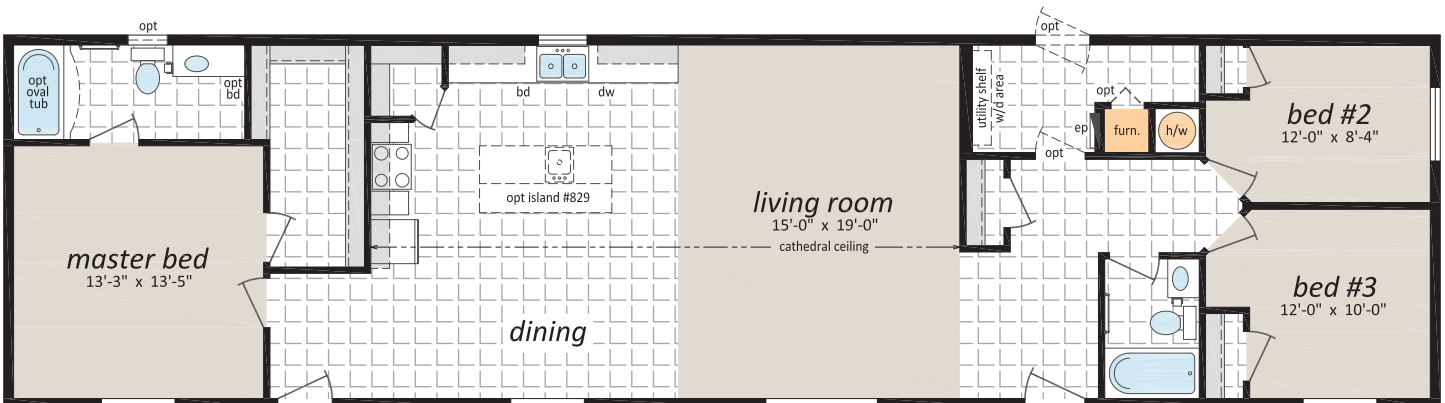 opt
opt
oval
tub
opt
bd
master bed
13'-3" x 13'-5"
bd
dw
opt island #829
dining
living room
15'-0" x 19'-0"
cathedral ceiling
opt
utility shelf
w/d area
opt
ep
furn.
h/w
opt
bed #2
12'-0" x 8'-4"
bed #3
12'-0" x 10'-0"